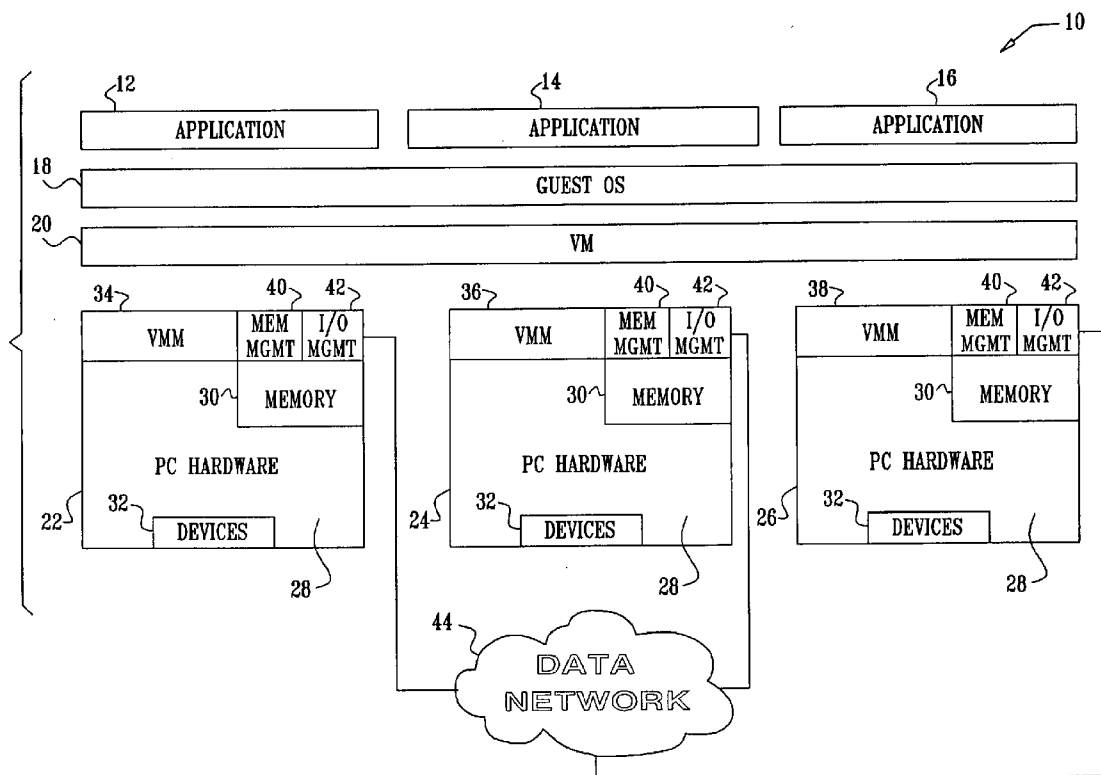 10
12
14
16
APPLICATION
APPLICATION
APPLICATION
18
GUEST OS
20
VM
34
40
42
36
40
42
38
40
42
VMM
MEM
MGMT
I/O
MGMT
VMM
MEM
MGMT
I/O
MGMT
VMM
MEM
MGMT
I/O
MGMT
30
MEMORY
30
MEMORY
30
MEMORY
PC HARDWARE
PC HARDWARE
PC HARDWARE
22
32
DEVICES
28
24
32
DEVICES
28
26
32
DEVICES
28
44
DATA
NETWORK